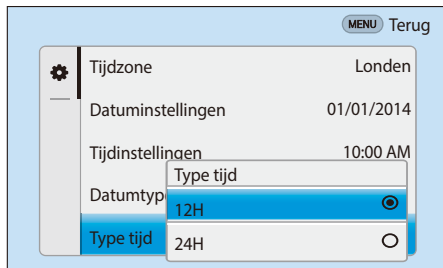 MENU Terug
Tijdzone Londen
Datuminstellingen 01/01/2014
Tijdinstellingen 10:00 AM
Type tijd
Datumtyp
12H
Type tijd 24H